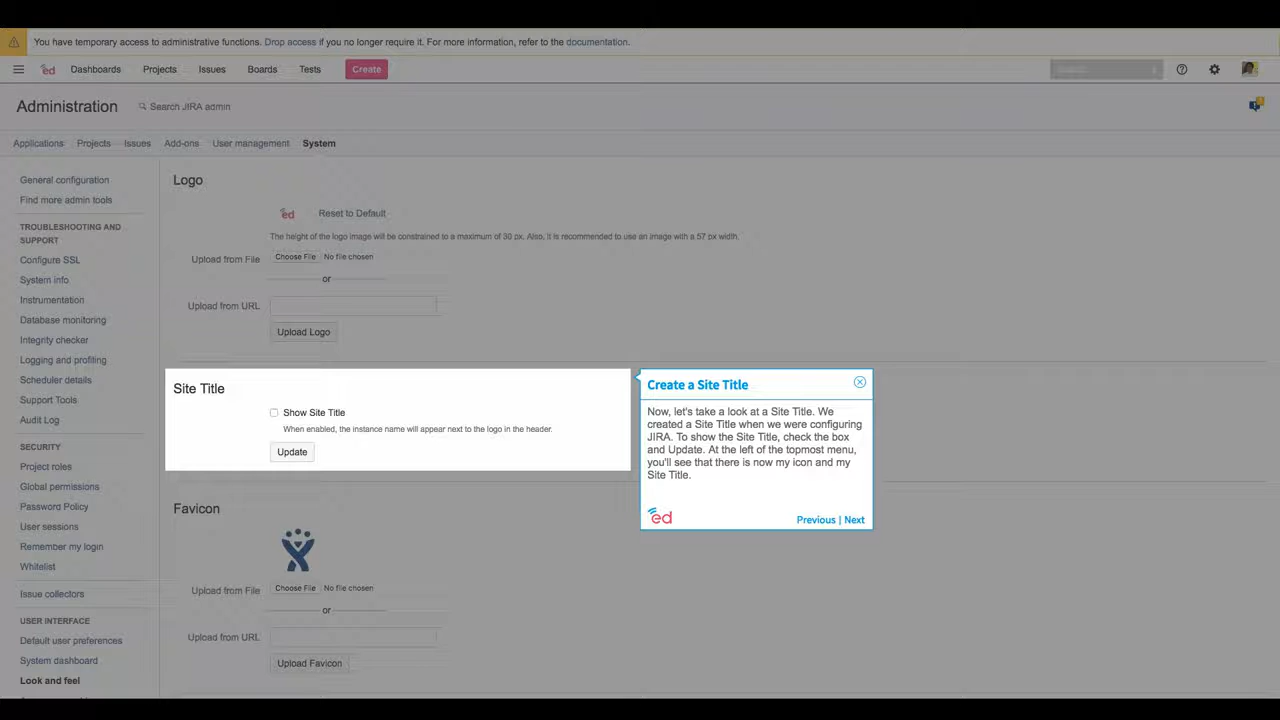 You have temporary access to administrative functions. Drop access if you no longer require it. For more information, refer to the documentation.
ed Dashboards Projects Issues Boards Tests Create
Administration Search JIRA admin
Applications Projects Issues Add-ons User management System
General configuration
Find more admin tools
TROUBLESHOOTING AND
SUPPORT
Configure SSL
System info
Instrumentation
Database monitoring
Integrity checker
Logging and profiling
Scheduler details
Support Tools
Audit Log
SECURITY
Project roles
Global permissions
Password Policy
User sessions
Remember my login
Whitelist
Issue collectors
USER INTERFACE
Default user preferences
System dashboard
Look and feel
Logo
ed Reset to Default
The height of the logo image will be constrained to a maximum of 30 px. Also, it is recommended to use an image with a 57 px width.
Upload from File Choose File No file chosen
or
Upload from URL
Upload Logo
Site Title
Show Site Title
When enabled, the instance name will appear next to the logo in the header.
Update
Create a Site Title
Now, let's take a look at a Site Title. We
created a Site Title when we were configuring
JIRA. To show the Site Title, check the box
and Update. At the left of the topmost menu,
you'll see that there is now my icon and my
Site Title.
ed Previous | Next
Favicon
Upload from File Choose File No file chosen
or
Upload from URL
Upload Favicon